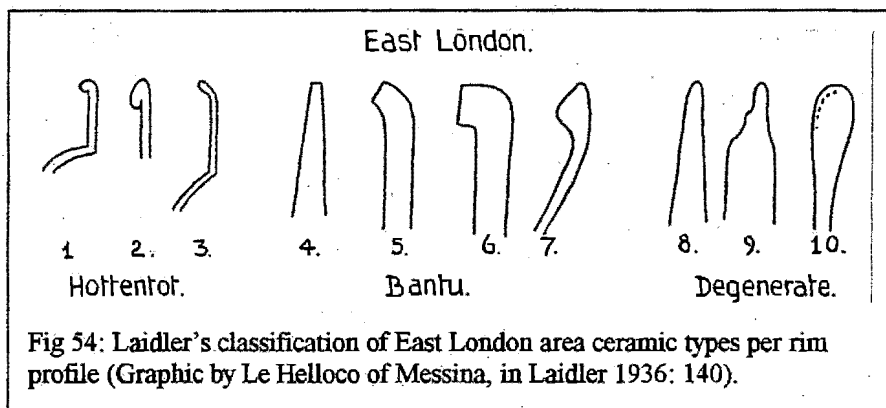 East London.
1 2. 3. 4. 5. 6. 7. 8. 9. 10.
Hottentot. Bantu. Degenerate.
Fig 54: Laidler's classification of East London area ceramic types per rim
profile (Graphic by Le Helloco of Messina, in Laidler 1936: 140).